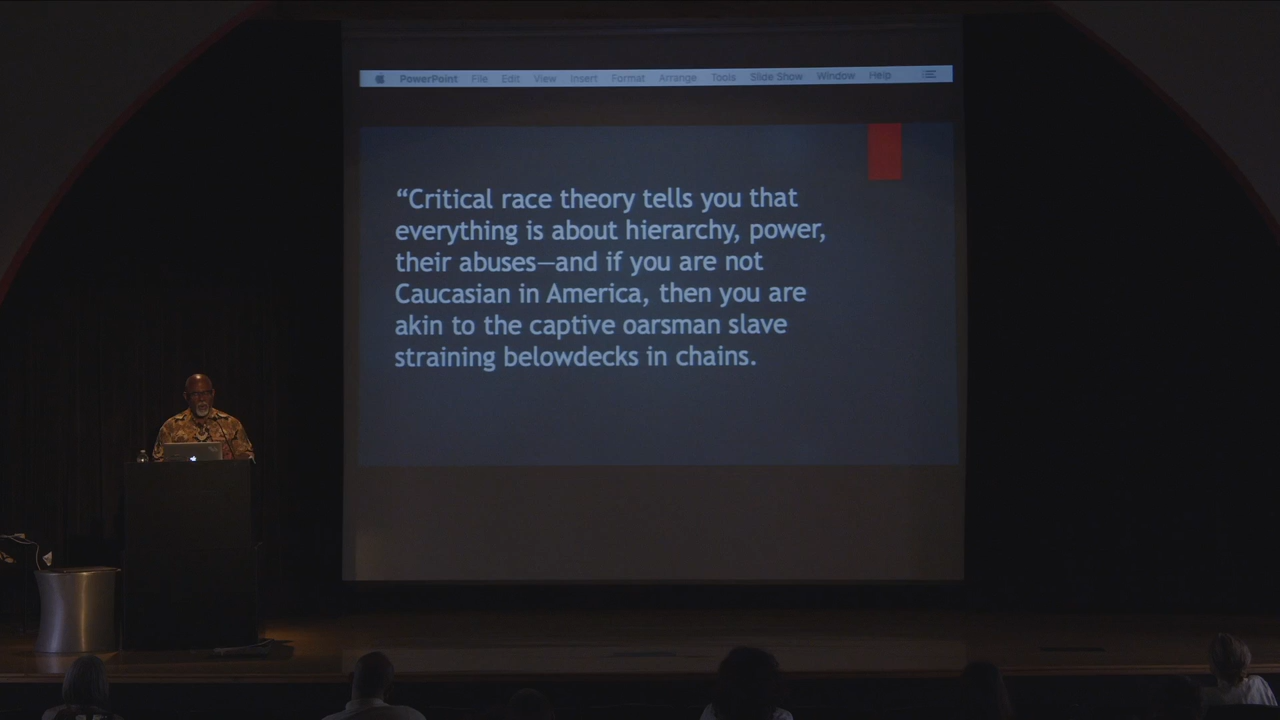 PowerPoint File Edit View Insert Format Arrange Tools Slide Show Window Help
“Critical race theory tells you that
everything is about hierarchy, power,
their abuses—and if you are not
Caucasian in America, then you are
akin to the captive oarsman slave
straining belowdecks in chains.